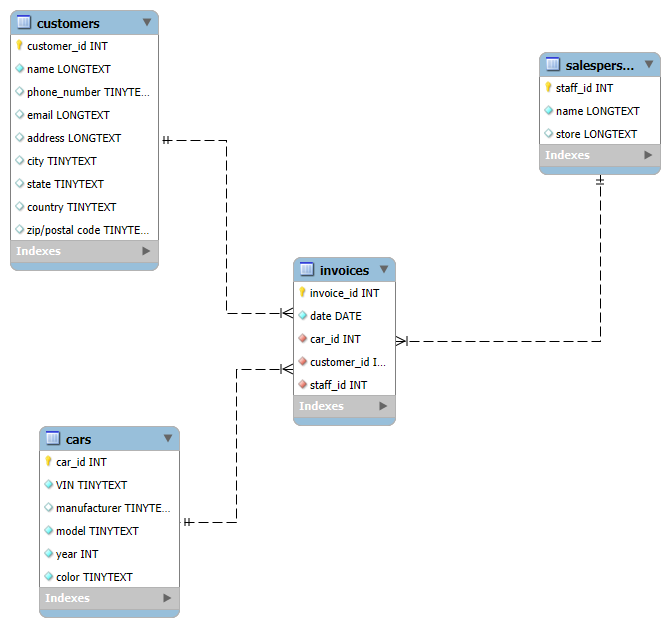 customers
customer_id INT
name LONGTEXT
phone_number TINYTE...
email LONGTEXT
address LONGTEXT
city TINYTEXT
state TINYTEXT
country TINYTEXT
zip/postal code TINYTE...
Indexes
salespers...
staff_id INT
name LONGTEXT
store LONGTEXT
Indexes
invoices
invoice_id INT
date DATE
car_id INT
customer_id I...
staff_id INT
Indexes
cars
car_id INT
VIN TINYTEXT
manufacturer TINYTE...
model TINYTEXT
year INT
color TINYTEXT
Indexes